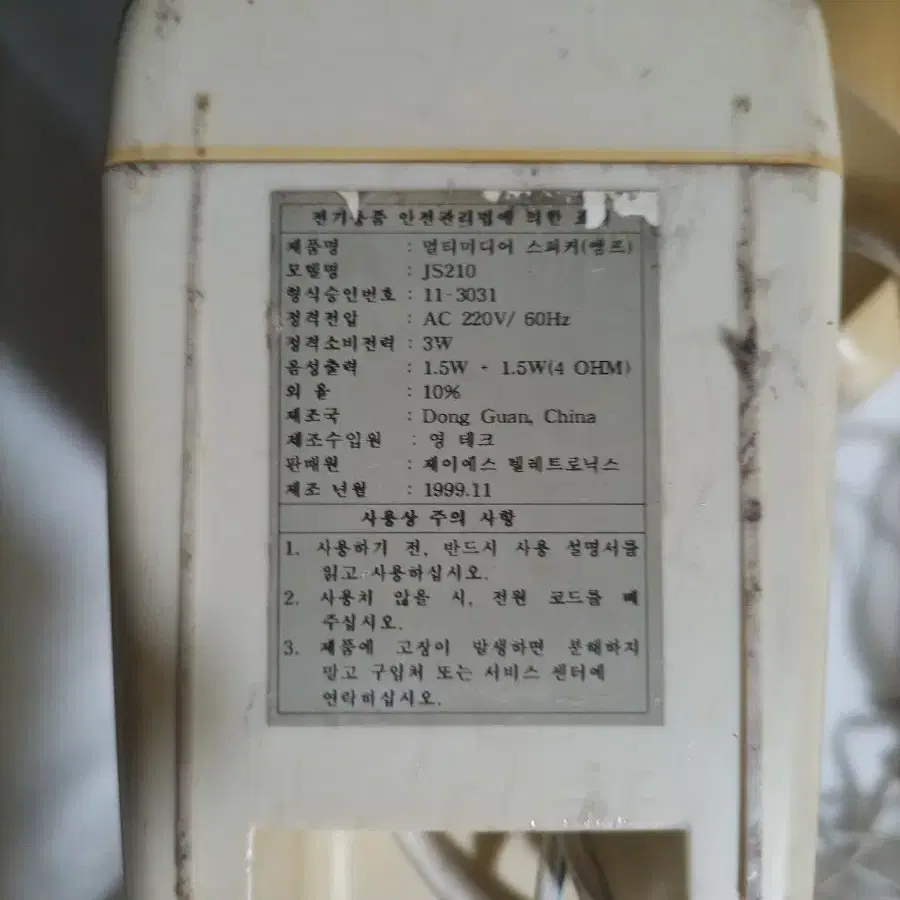 전기용품 안전관리법에 의한 표시
제품명 : 멀티미디어 스피커(앰프)
모델명 : JS210
형식승인번호 : 11-3031
정격전압 : AC 220V/ 60Hz
정격소비전력 : 3W
음성출력 : 1.5W + 1.5W(4 OHM)
외 율 : 10%
제조국 : Dong Guan, China
제조수입원 : 영 테크
판매원 : 제이에스 텔레트로닉스
제조 년월 : 1999.11
사용상 주의 사항
1. 사용하기 전, 반드시 사용 설명서를
읽고 사용하십시오.
2. 사용치 않을 시, 전원 코드를 빼
주십시오.
3. 제품에 고장이 발생하면 분해하지
말고 구입처 또는 서비스 센터에
연락하십시오.